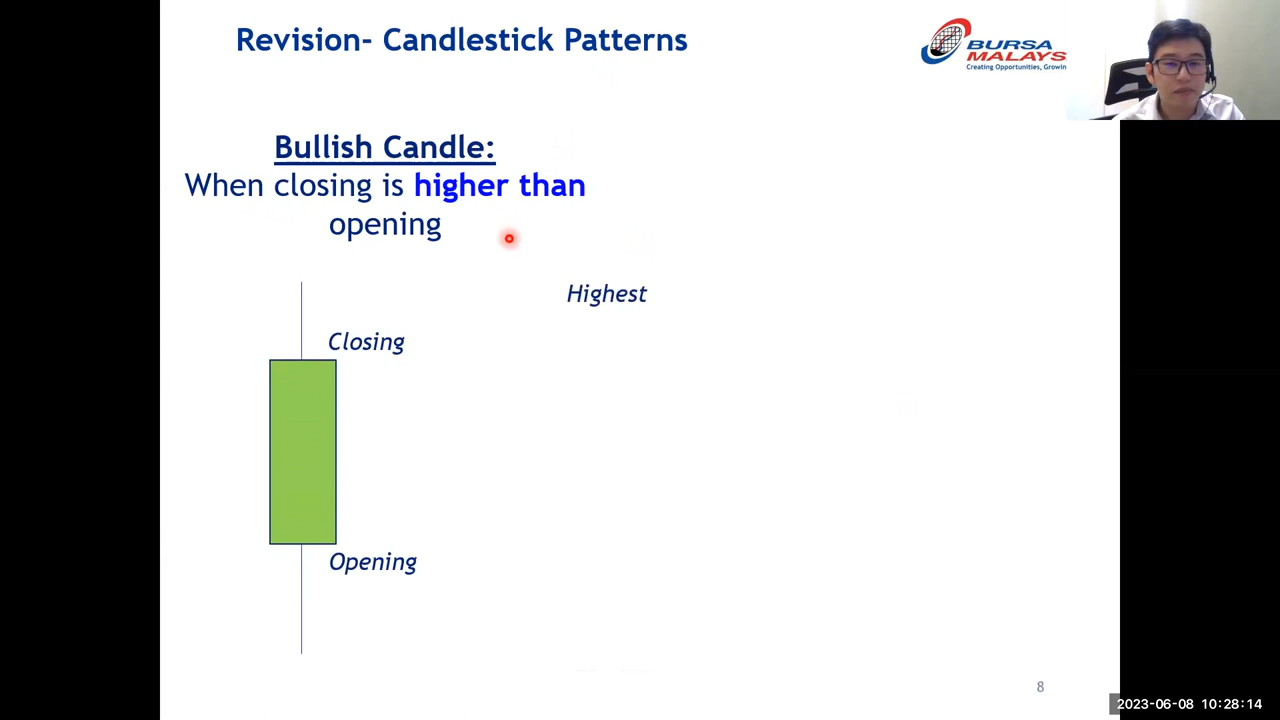 Revision- Candlestick Patterns
BURSA
MALAYS
Creating Opportunities, Growin
Bullish Candle:
When closing is higher than
opening
Highest
Closing
Opening
8
2023-06-08 10:28:14